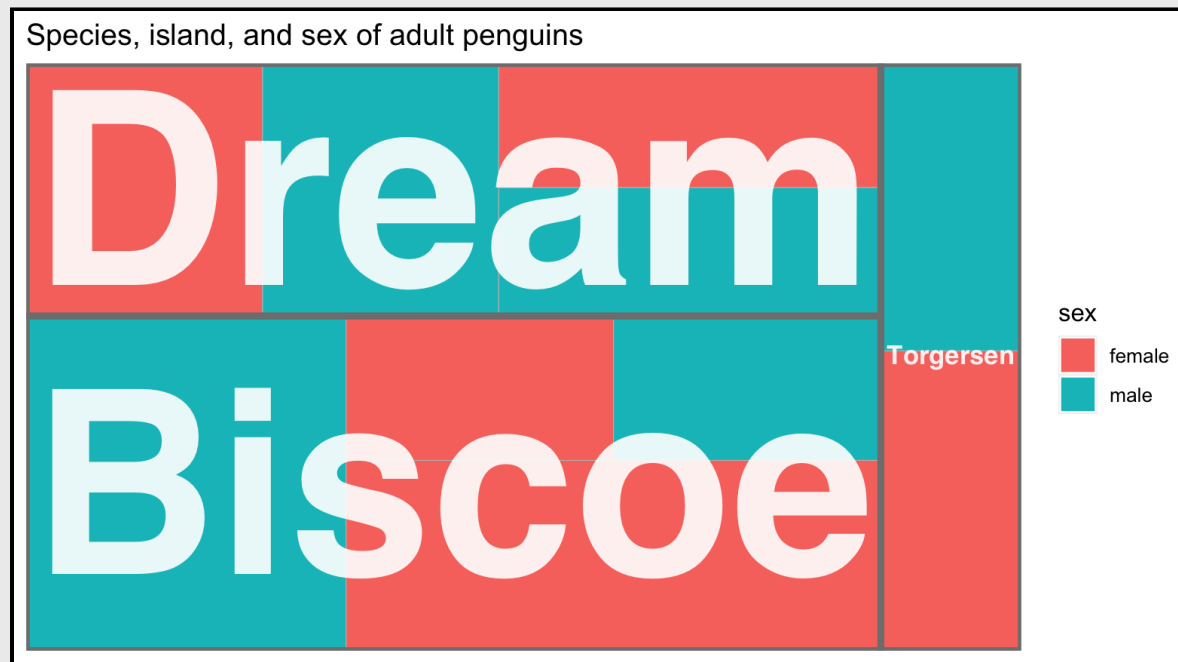 Species, island, and sex of adult penguins
Dream
Torgersen
Biscoe
sex
female
male